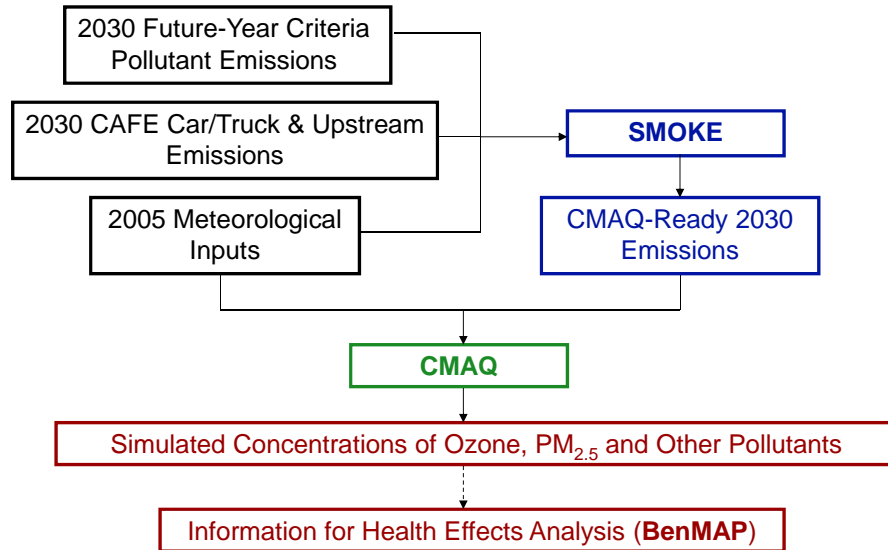 2030 Future-Year Criteria
Pollutant Emissions
2030 CAFE Car/Truck & Upstream
Emissions
SMOKE
2005 Meteorological
Inputs
CMAQ-Ready 2030
Emissions
CMAQ
Simulated Concentrations of Ozone, PM2.5 and Other Pollutants
Information for Health Effects Analysis (BenMAP)